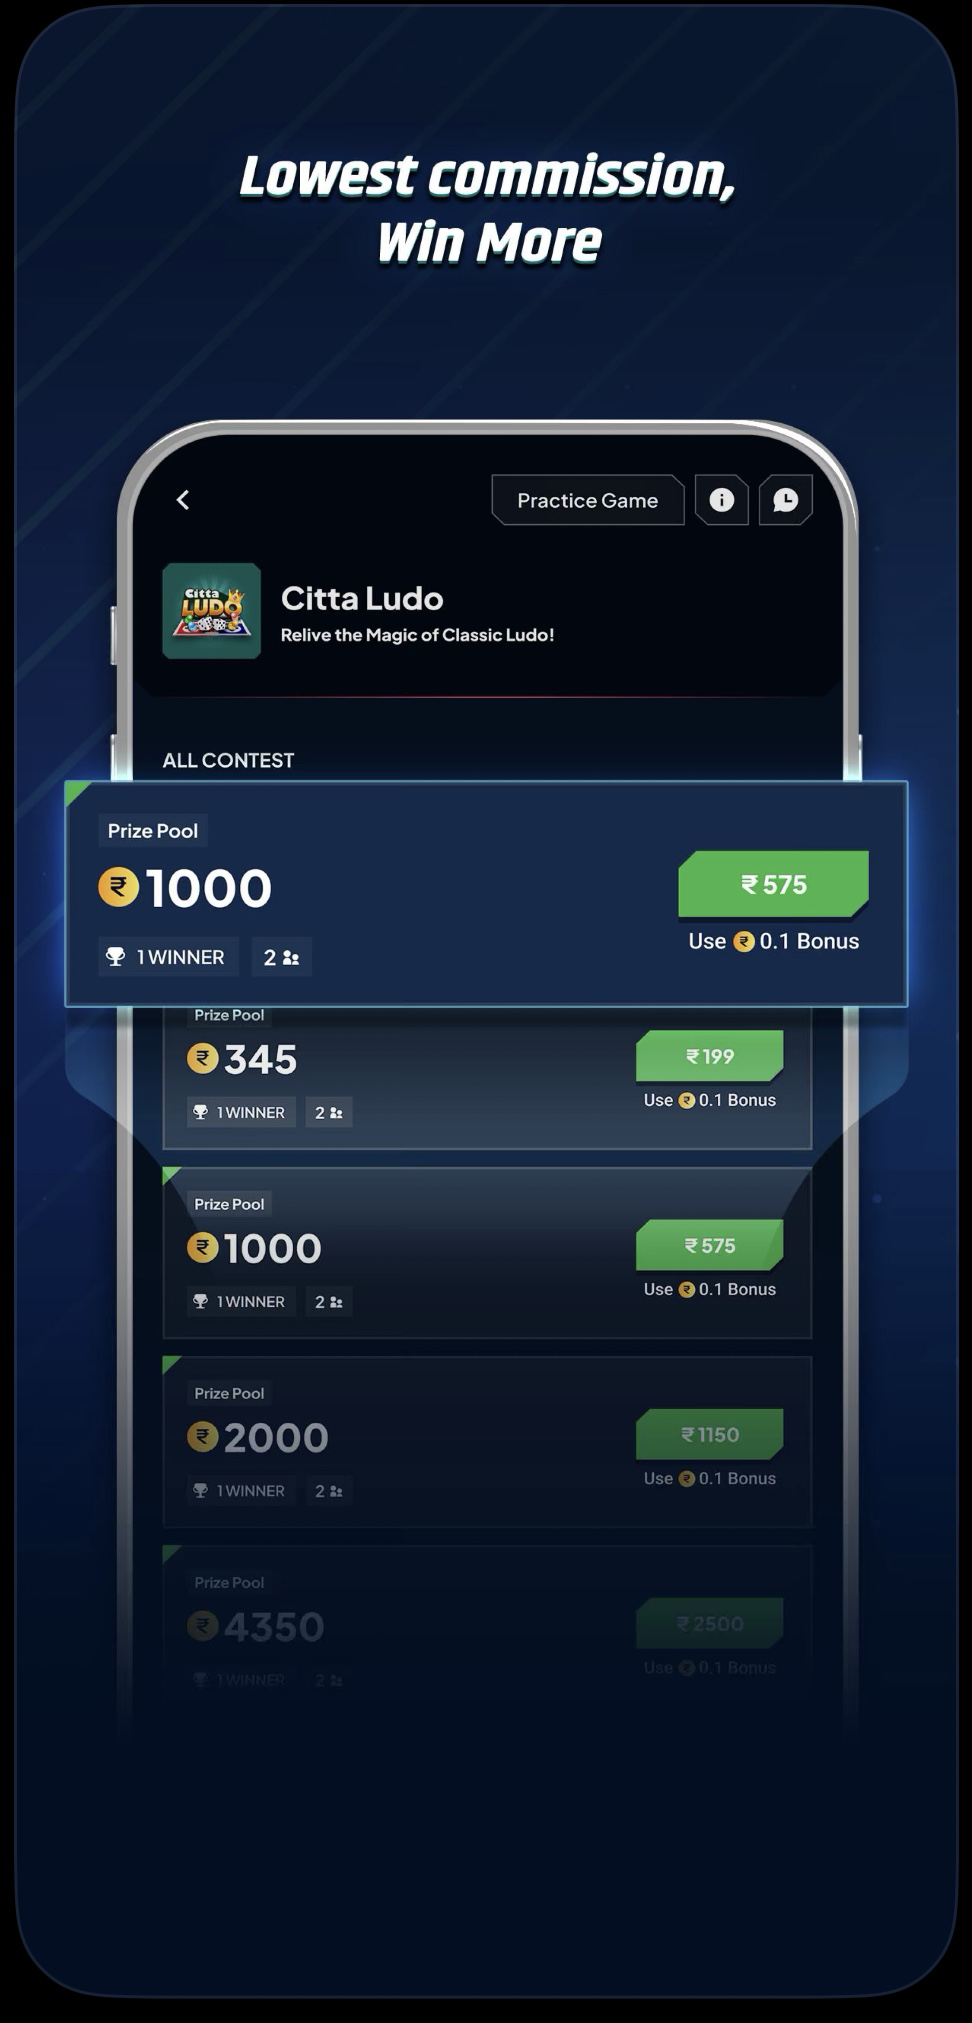 Lowest commission,
Win More
Practice Game
Citta
LUDO
Citta Ludo
Relive the Magic of Classic Ludo!
ALL CONTEST
Prize Pool
₹ 1000
₹ 575
Use ₹ 0.1 Bonus
1 WINNER 2
Prize Pool
₹ 345
₹ 199
Use ₹ 0.1 Bonus
1 WINNER 2
Prize Pool
₹ 1000
₹ 575
Use ₹ 0.1 Bonus
1 WINNER 2
Prize Pool
₹ 2000
₹ 1150
Use ₹ 0.1 Bonus
1 WINNER 2
Prize Pool
₹ 4350
₹ 2500
Use ₹ 0.1 Bonus
1 WINNER 2